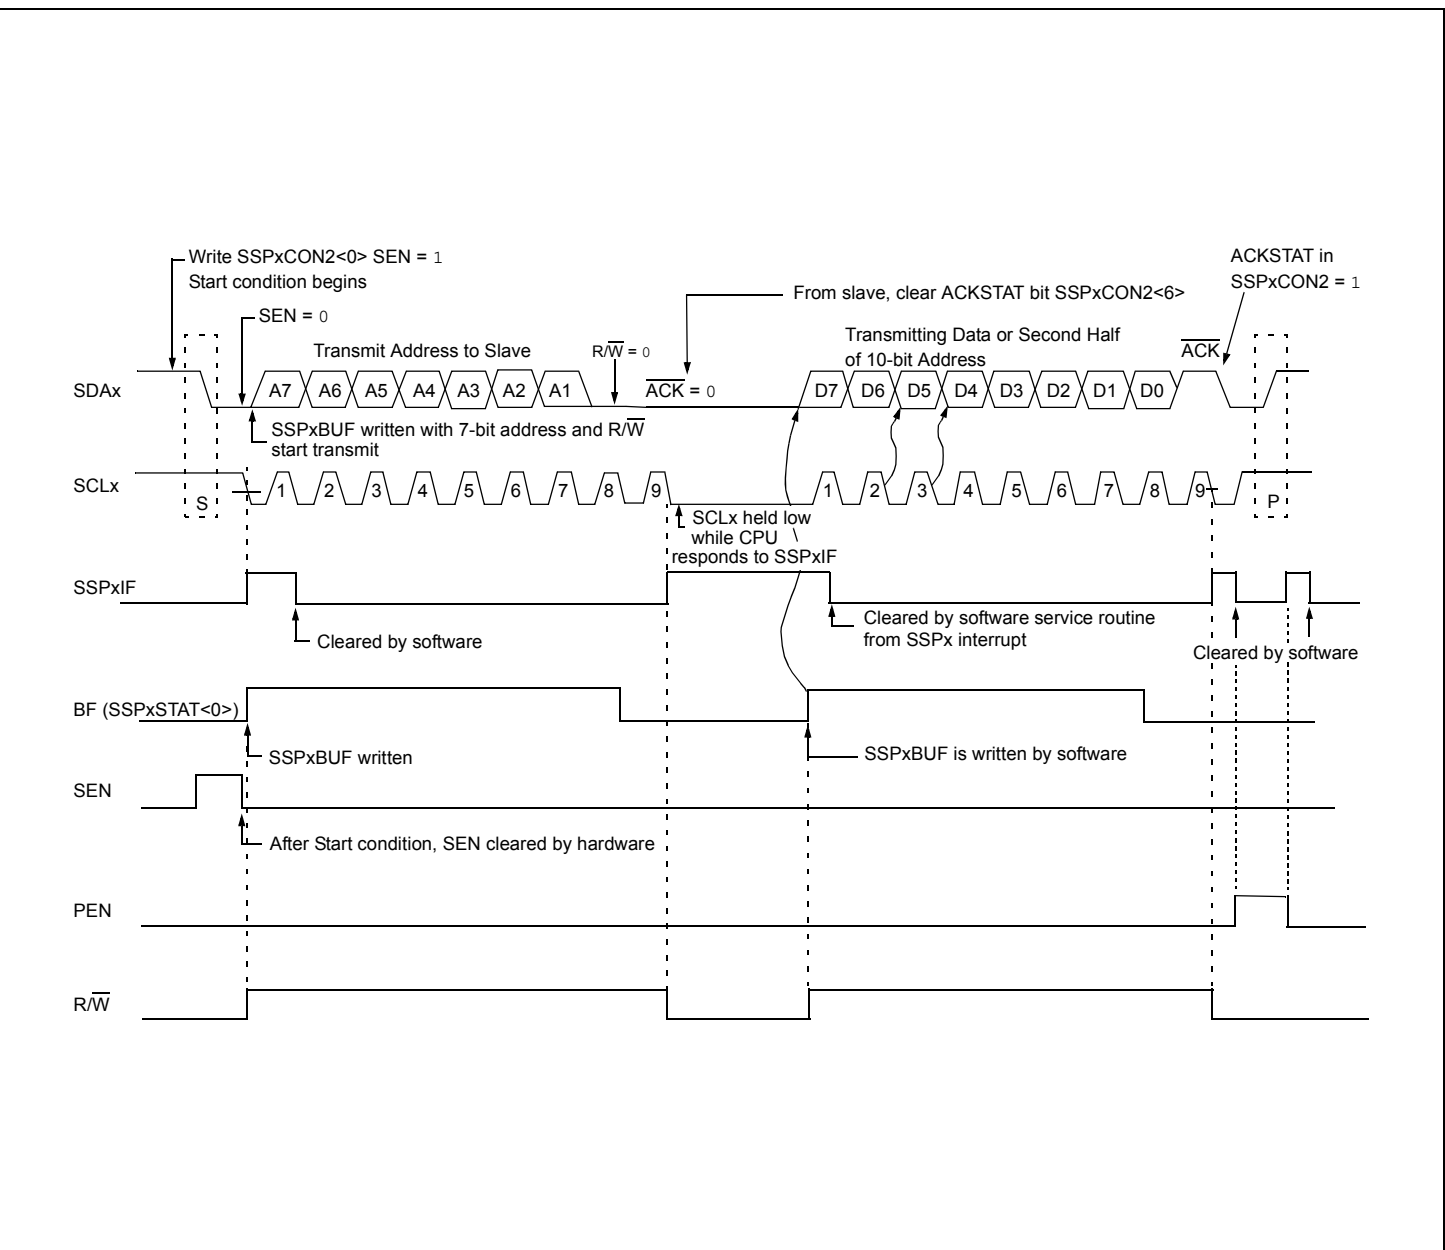 Write SSPxCON2<0> SEN = 1
Start condition begins
ACKSTAT in
SSPxCON2 = 1
From slave, clear ACKSTAT bit SSPxCON2<6>
SEN = 0
Transmitting Data or Second Half
of 10-bit Address
Transmit Address to Slave
R/W̅ = 0
A̅C̅K̅
SDAx
A7 A6 A5 A4 A3 A2 A1
A̅C̅K̅ = 0
D7 D6 D5 D4 D3 D2 D1 D0
SSPxBUF written with 7-bit address and R/W̅
start transmit
SCLx
S
1 2 3 4 5 6 7 8 9
1 2 3 4 5 6 7 8 9
P
SCLx held low
while CPU
responds to SSPxIF
SSPxIF
Cleared by software
Cleared by software service routine
from SSPx interrupt
Cleared by software
BF (SSPxSTAT<0>)
SSPxBUF written
SSPxBUF is written by software
SEN
After Start condition, SEN cleared by hardware
PEN
R/W̅